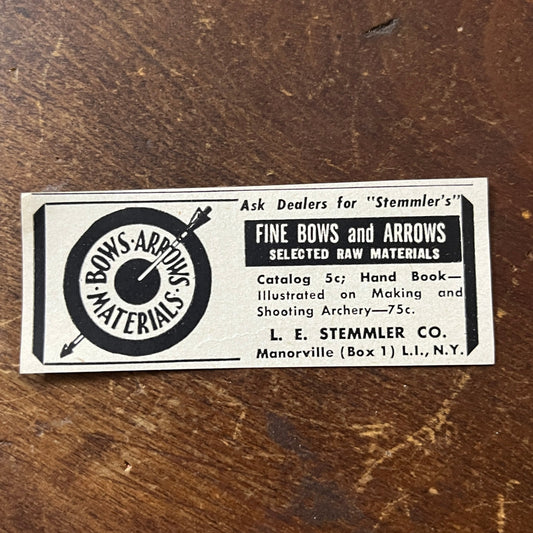 BOWS · ARROWS · MATERIALS ·
Ask Dealers for "Stemmler's"
FINE BOWS and ARROWS
SELECTED RAW MATERIALS
Catalog 5c; Hand Book—
Illustrated on Making and
Shooting Archery—75c.
L. E. STEMMLER CO.
Manorville (Box 1) L.I., N.Y.